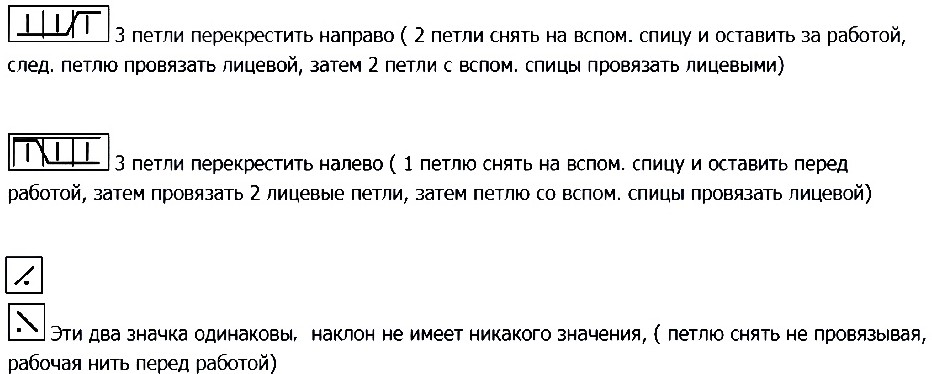 3 петли перекрестить направо ( 2 петли снять на вспом. спицу и оставить за работой,
след. петлю провязать лицевой, затем 2 петли с вспом. спицы провязать лицевыми)
3 петли перекрестить налево ( 1 петлю снять на вспом. спицу и оставить перед
работой, затем провязать 2 лицевые петли, затем петлю со вспом. спицы провязать лицевой)
Эти два значка одинаковы, наклон не имеет никакого значения, ( петлю снять не провязывая,
рабочая нить перед работой)